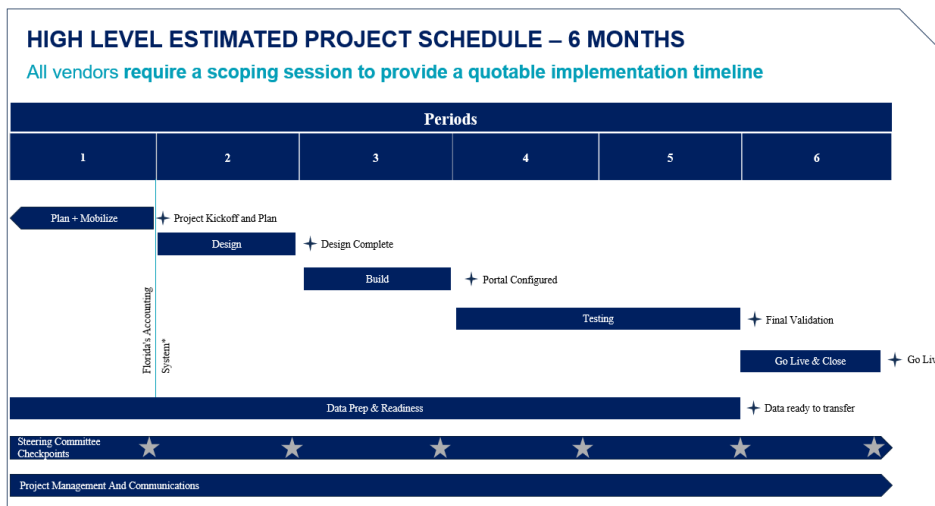 HIGH LEVEL ESTIMATED PROJECT SCHEDULE – 6 MONTHS
All vendors require a scoping session to provide a quotable implementation timeline
Periods
1 2 3 4 5 6
Plan + Mobilize
Project Kickoff and Plan
Design
Design Complete
Build
Portal Configured
Florida's Accounting
System*
Testing
Final Validation
Go Live & Close
Go Liv
Data Prep & Readiness
Data ready to transfer
Steering Committee
Checkpoints
Project Management And Communications